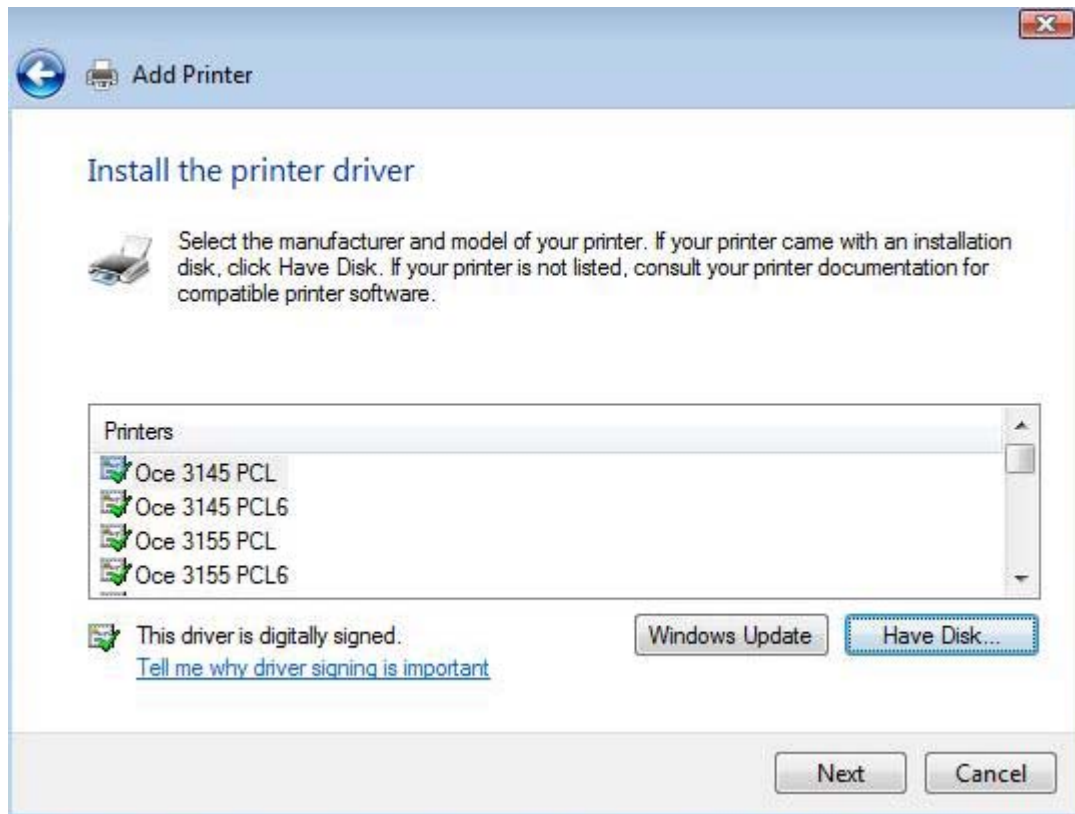 Add Printer
Install the printer driver
Select the manufacturer and model of your printer. If your printer came with an installation
disk, click Have Disk. If your printer is not listed, consult your printer documentation for
compatible printer software.
Printers
Oce 3145 PCL
Oce 3145 PCL6
Oce 3155 PCL
Oce 3155 PCL6
This driver is digitally signed.
Windows Update
Have Disk...
Tell me why driver signing is important
Next
Cancel